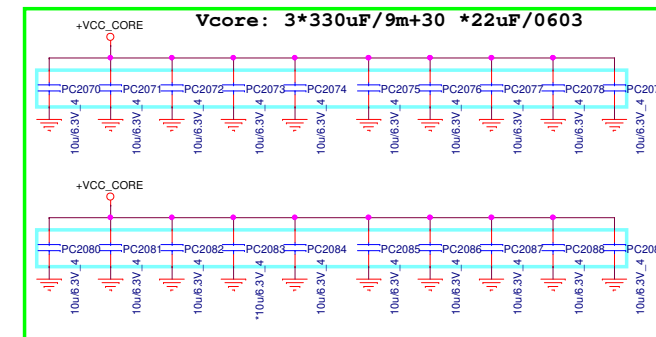 Vcore: 3*330uF/9m+30 *22uF/0603
+VCC_CORE
PC2070 PC2071 PC2072 PC2073 PC2074 PC2075 PC2076 PC2077 PC2078 PC207
10u/6.3V_4 10u/6.3V_4 10u/6.3V_4 10u/6.3V_4 10u/6.3V_4 10u/6.3V_4 10u/6.3V_4 10u/6.3V_4 10u/6.3V_4 10u/6.3V_4
+VCC_CORE
PC2080 PC2081 PC2082 PC2083 PC2084 PC2085 PC2086 PC2087 PC2088 PC208
10u/6.3V_4 10u/6.3V_4 10u/6.3V_4 *10u/6.3V_4 10u/6.3V_4 10u/6.3V_4 10u/6.3V_4 10u/6.3V_4 10u/6.3V_4 10u/6.3V_4